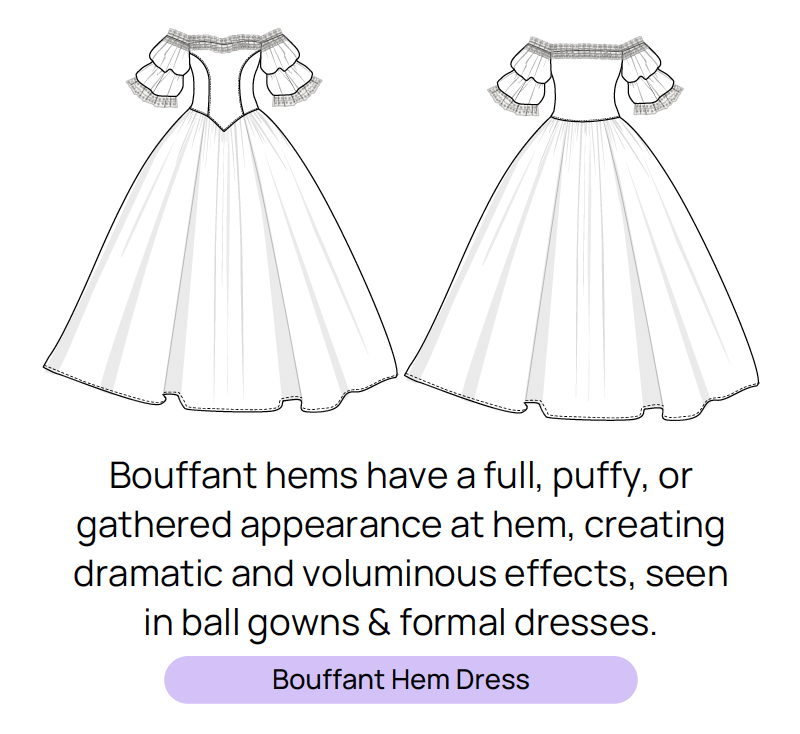 Bouffant hems have a full, puffy, or
gathered appearance at hem, creating
dramatic and voluminous effects, seen
in ball gowns & formal dresses.
Bouffant Hem Dress